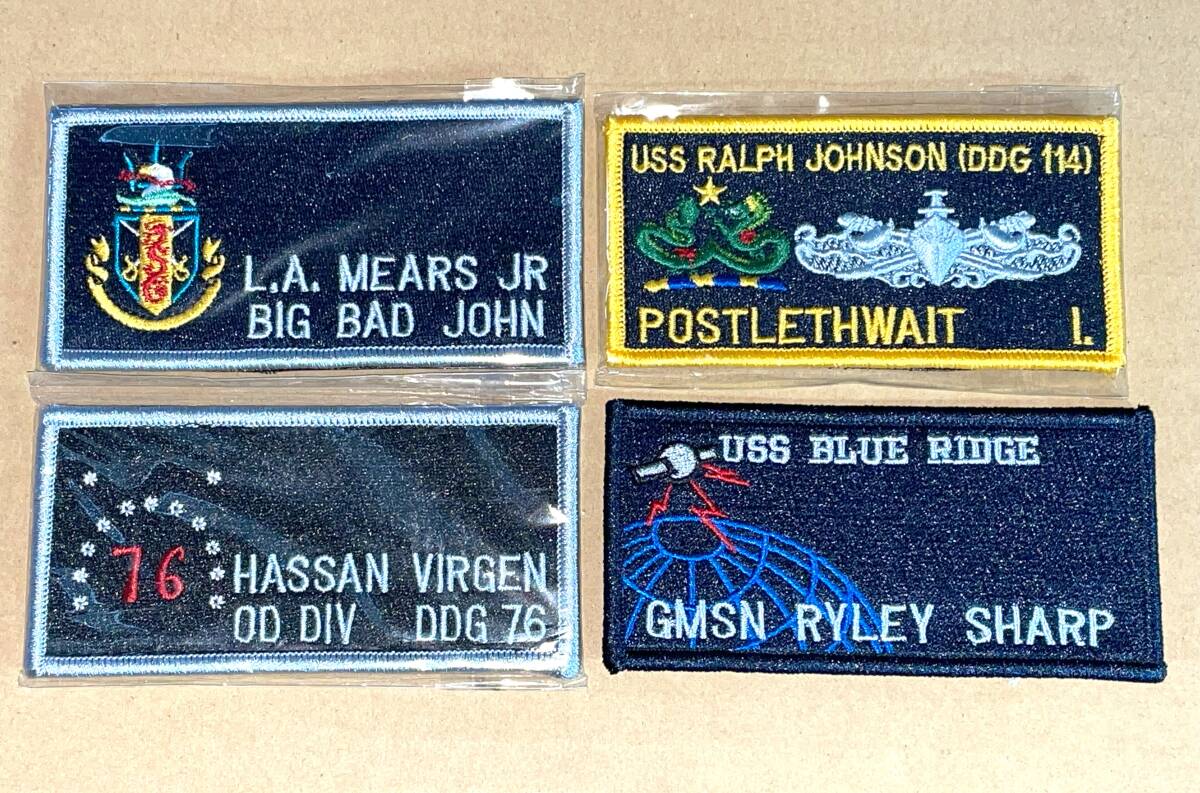 L.A. MEARS JR
BIG BAD JOHN
USS RALPH JOHNSON (DDG 114)
POSTLETHWAIT I.
76
HASSAN VIRGEN
OD DIV DDG 76
USS BLUE RIDGE
GMSN RYLEY SHARP